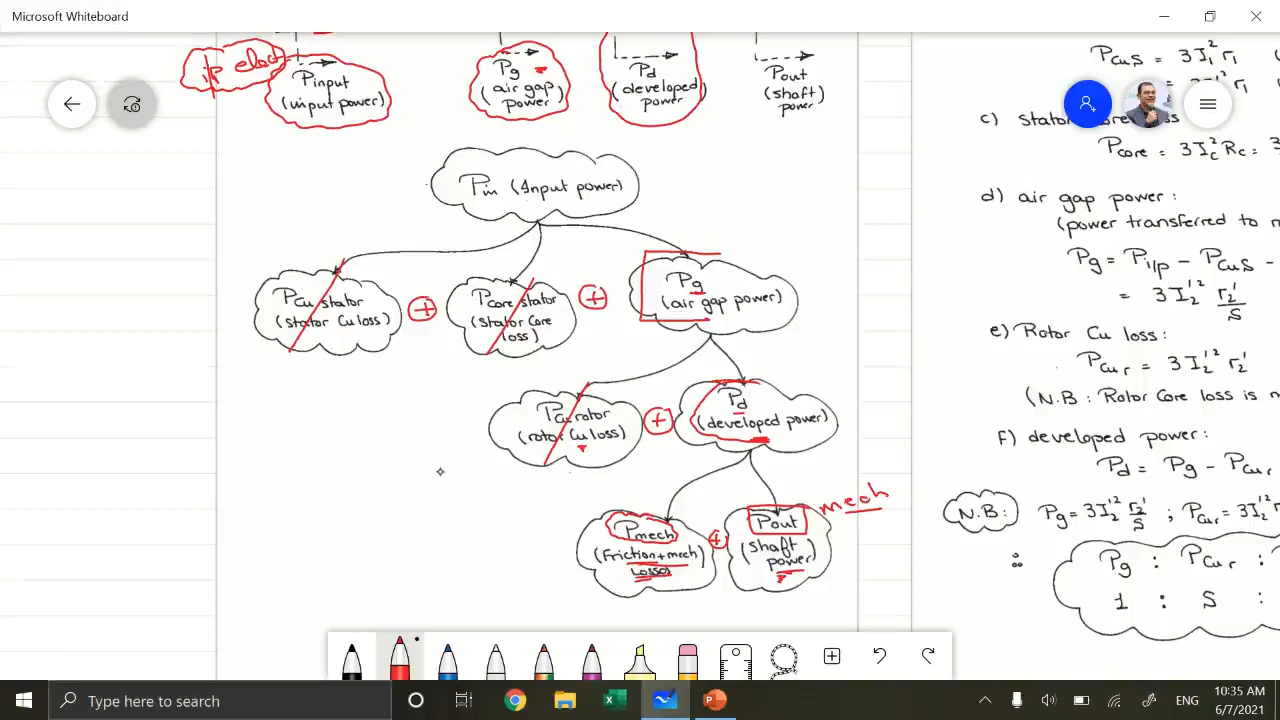 Microsoft Whiteboard
i/p elect
Pinput
(input power)
Pg
(air gap
power)
Pd
(developed
power)
Pout
(shaft
power)
Pin (Input power)
PCu stator
(stator Cu loss)
+
Pcore stator
(stator core
loss)
+
Pg
(air gap power)
PCu rotor
(rotor Cu loss)
+
Pd
(developed power)
Pmech
(friction+mech)
Losses
+
Pout
(shaft
power)
mech
PCuS = 3I₁² r₁
r₁
c) stator
Pcore = 3Ic² Rc =
d) air gap power:
(power transferred to
Pg = Pi/p − PCuS −
= 3I₂'² r₂'/S
e) Rotor Cu loss:
PCur = 3I₂'² r₂'
(N.B: Rotor Core loss is
f) developed power:
Pd = Pg − PCur
N.B: Pg = 3I₂'² r₂'/S ; PCur = 3I₂'²
∴ Pg : PCur :
1 : S :
Type here to search
ENG
10:35 AM
6/7/2021